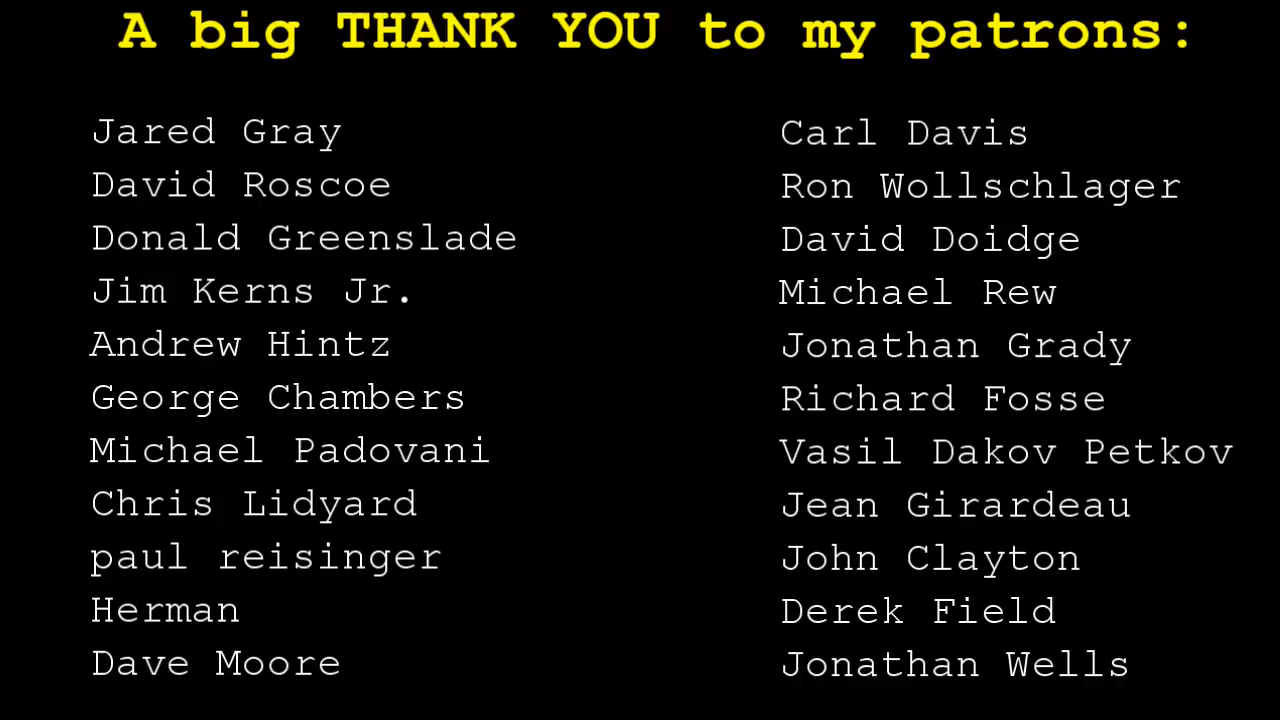 A big THANK YOU to my patrons:
Jared Gray
David Roscoe
Donald Greenslade
Jim Kerns Jr.
Andrew Hintz
George Chambers
Michael Padovani
Chris Lidyard
paul reisinger
Herman
Dave Moore
Carl Davis
Ron Wollschlager
David Doidge
Michael Rew
Jonathan Grady
Richard Fosse
Vasil Dakov Petkov
Jean Girardeau
John Clayton
Derek Field
Jonathan Wells